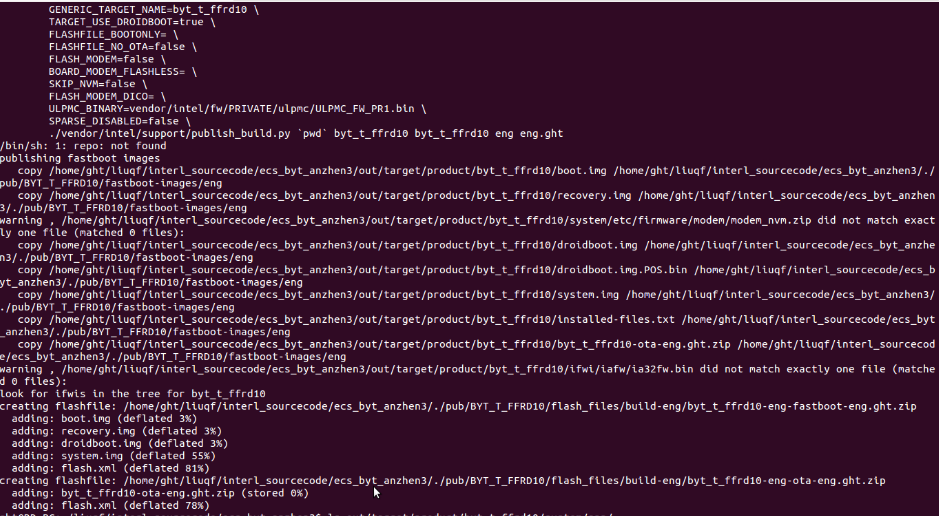 GENERIC_TARGET_NAME=byt_t_ffrd10 \
TARGET_USE_DROIDBOOT=true \
FLASHFILE_BOOTONLY= \
FLASHFILE_NO_OTA=false \
FLASH_MODEM=false \
BOARD_MODEM_FLASHLESS= \
SKIP_NVM=false \
FLASH_MODEM_DICO= \
ULPMC_BINARY=vendor/intel/fw/PRIVATE/ulpmc/ULPMC_FW_PR1.bin \
SPARSE_DISABLED=false \
./vendor/intel/support/publish_build.py `pwd` byt_t_ffrd10 byt_t_ffrd10 eng eng.ght
/bin/sh: 1: repo: not found
publishing fastboot images
copy /home/ght/liuqf/interl_sourcecode/ecs_byt_anzhen3/out/target/product/byt_t_ffrd10/boot.img /home/ght/liuqf/interl_sourcecode/ecs_byt_anzhen3/./
pub/BYT_T_FFRD10/fastboot-images/eng
copy /home/ght/liuqf/interl_sourcecode/ecs_byt_anzhen3/out/target/product/byt_t_ffrd10/recovery.img /home/ght/liuqf/interl_sourcecode/ecs_byt_anzhen
3/./pub/BYT_T_FFRD10/fastboot-images/eng
warning , /home/ght/liuqf/interl_sourcecode/ecs_byt_anzhen3/out/target/product/byt_t_ffrd10/system/etc/firmware/modem/modem_nvm.zip did not match exact
ly one file (matched 0 files):
copy /home/ght/liuqf/interl_sourcecode/ecs_byt_anzhen3/out/target/product/byt_t_ffrd10/droidboot.img /home/ght/liuqf/interl_sourcecode/ecs_byt_anzhe
n3/./pub/BYT_T_FFRD10/fastboot-images/eng
copy /home/ght/liuqf/interl_sourcecode/ecs_byt_anzhen3/out/target/product/byt_t_ffrd10/droidboot.img.POS.bin /home/ght/liuqf/interl_sourcecode/ecs_b
yt_anzhen3/./pub/BYT_T_FFRD10/fastboot-images/eng
copy /home/ght/liuqf/interl_sourcecode/ecs_byt_anzhen3/out/target/product/byt_t_ffrd10/system.img /home/ght/liuqf/interl_sourcecode/ecs_byt_anzhen3/
./pub/BYT_T_FFRD10/fastboot-images/eng
copy /home/ght/liuqf/interl_sourcecode/ecs_byt_anzhen3/out/target/product/byt_t_ffrd10/installed-files.txt /home/ght/liuqf/interl_sourcecode/ecs_byt
_anzhen3/./pub/BYT_T_FFRD10/fastboot-images/eng
copy /home/ght/liuqf/interl_sourcecode/ecs_byt_anzhen3/out/target/product/byt_t_ffrd10/byt_t_ffrd10-ota-eng.ght.zip /home/ght/liuqf/interl_sourcecod
e/ecs_byt_anzhen3/./pub/BYT_T_FFRD10/fastboot-images/eng
warning , /home/ght/liuqf/interl_sourcecode/ecs_byt_anzhen3/out/target/product/byt_t_ffrd10/ifwi/iafw/ia32fw.bin did not match exactly one file (matche
d 0 files):
look for ifwis in the tree for byt_t_ffrd10
creating flashfile: /home/ght/liuqf/interl_sourcecode/ecs_byt_anzhen3/./pub/BYT_T_FFRD10/flash_files/build-eng/byt_t_ffrd10-eng-fastboot-eng.ght.zip
adding: boot.img (deflated 3%)
adding: recovery.img (deflated 3%)
adding: droidboot.img (deflated 3%)
adding: system.img (deflated 55%)
adding: flash.xml (deflated 81%)
creating flashfile: /home/ght/liuqf/interl_sourcecode/ecs_byt_anzhen3/./pub/BYT_T_FFRD10/flash_files/build-eng/byt_t_ffrd10-eng-ota-eng.ght.zip
adding: byt_t_ffrd10-ota-eng.ght.zip (stored 0%)
adding: flash.xml (deflated 78%)